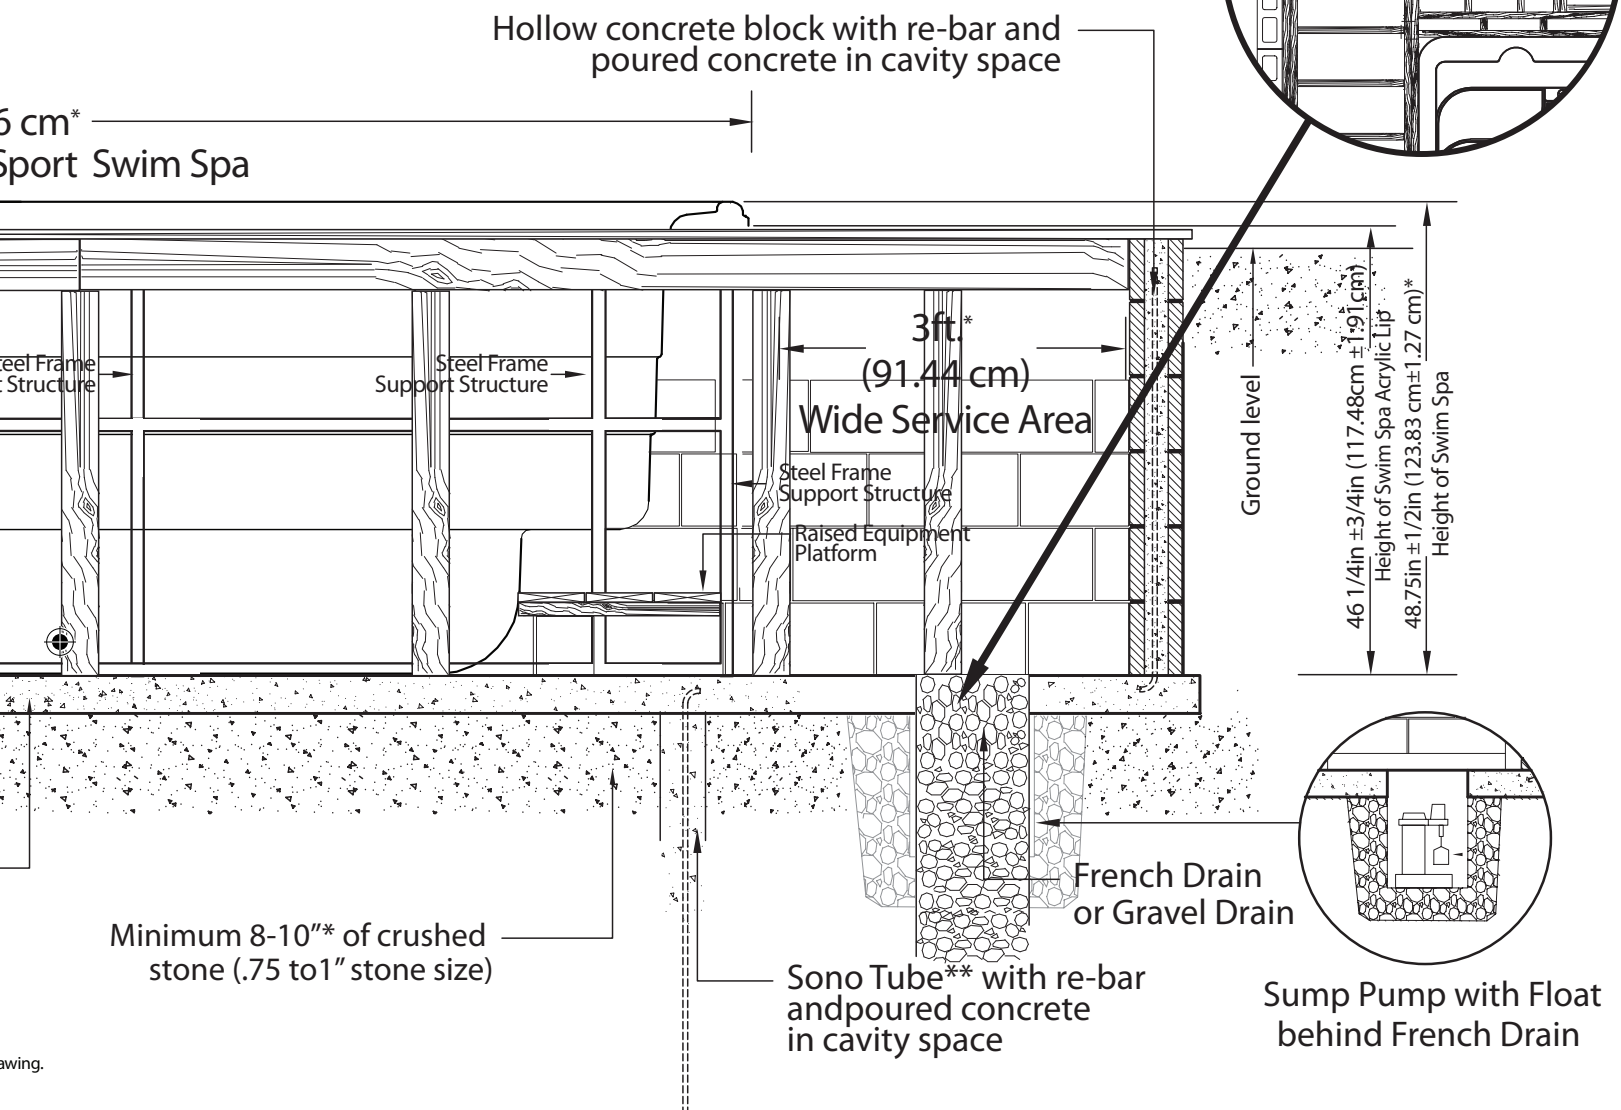 Hollow concrete block with re-bar and
poured concrete in cavity space
6 cm*
Sport Swim Spa
teel Frame
t Structure
Steel Frame
Support Structure
3ft.*
(91.44 cm)
Wide Service Area
Steel Frame
Support Structure
Raised Equipment
Platform
Ground level
46 1/4in ±3/4in (117.48cm ±1.91cm)
Height of Swim Spa Acrylic Lip
48.75in ±1/2in (123.83 cm±1.27 cm)*
Height of Swim Spa
French Drain
or Gravel Drain
Minimum 8-10"* of crushed
stone (.75 to1" stone size)
Sono Tube** with re-bar
andpoured concrete
in cavity space
Sump Pump with Float
behind French Drain
awing.